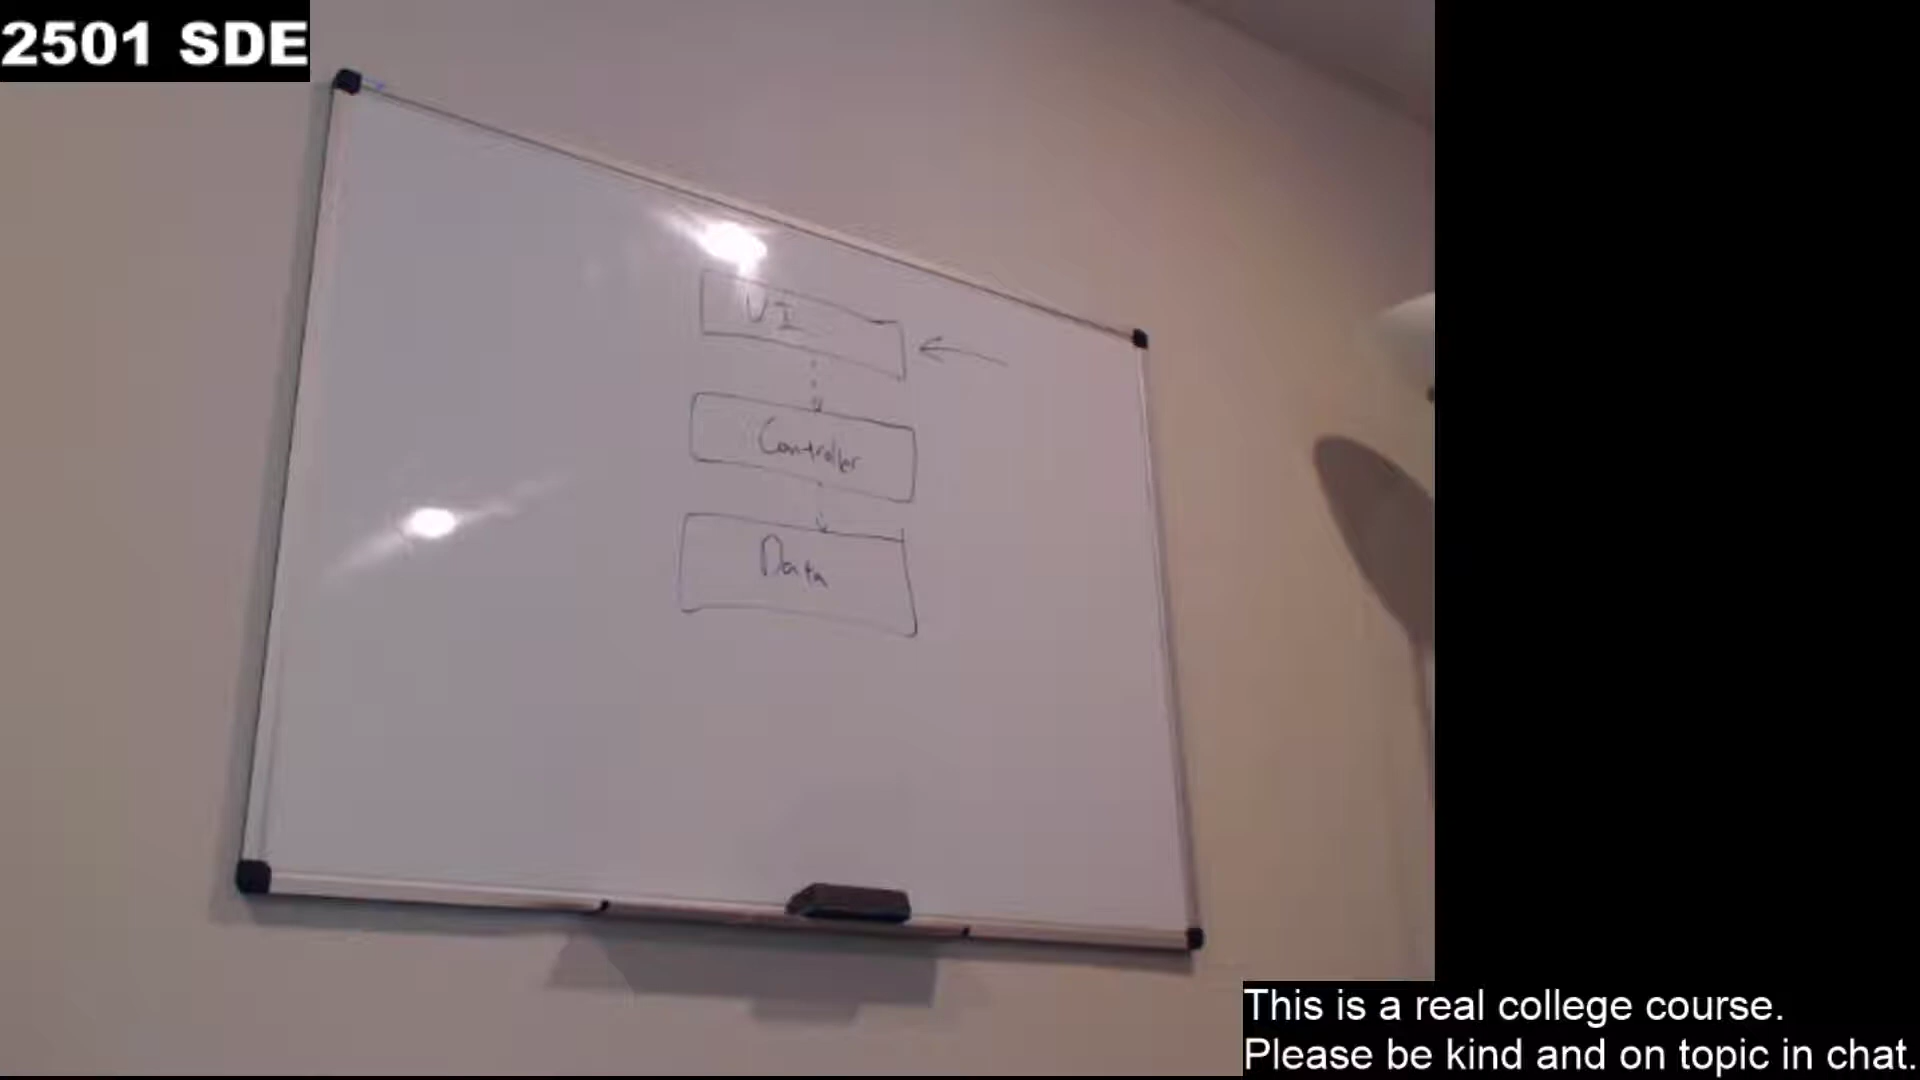 2501 SDE
UI
Controller
Data
This is a real college course.
Please be kind and on topic in chat.